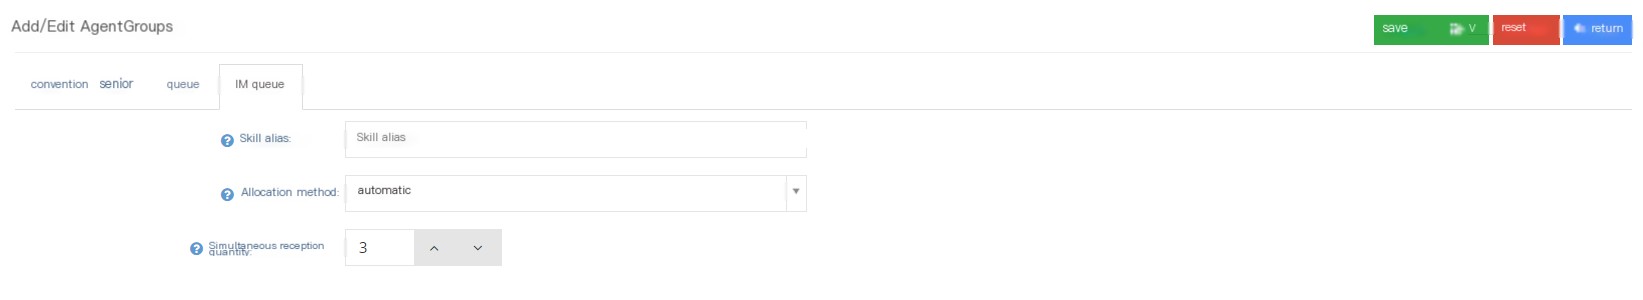 Add/Edit AgentGroups
save V reset return
convention senior queue IM queue
Skill alias: Skill alias
Allocation method: automatic
Simultaneous reception
quantity:
3